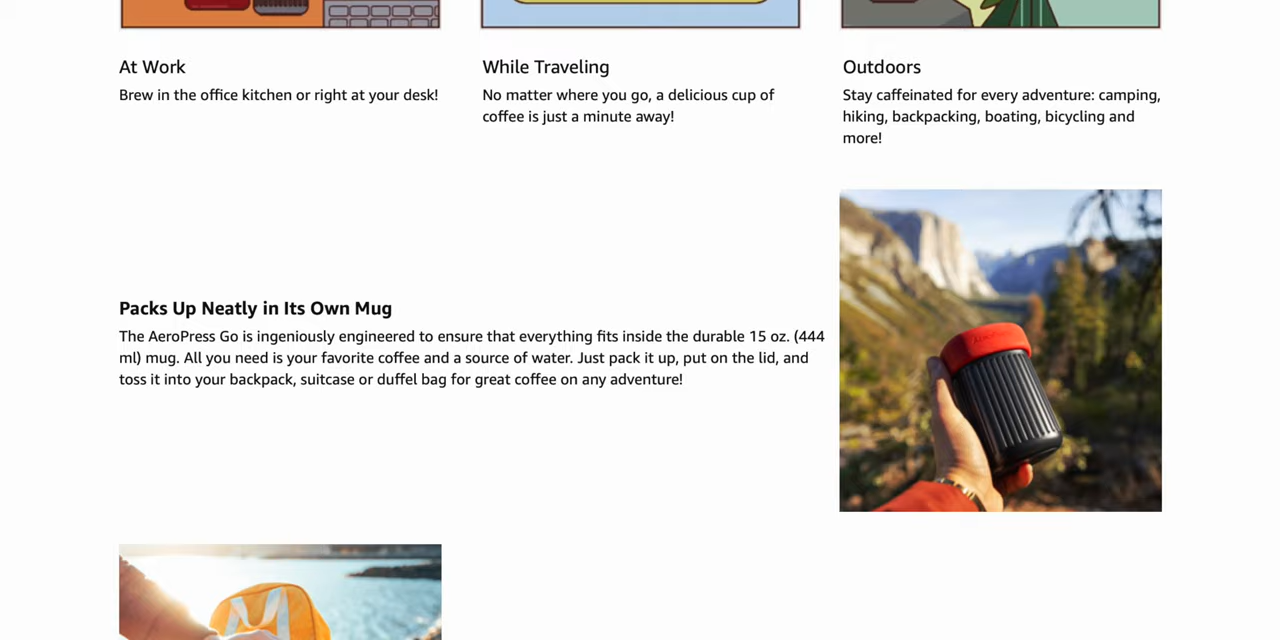 At Work
Brew in the office kitchen or right at your desk!
While Traveling
No matter where you go, a delicious cup of
coffee is just a minute away!
Outdoors
Stay caffeinated for every adventure: camping,
hiking, backpacking, boating, bicycling and
more!
Packs Up Neatly in Its Own Mug
The AeroPress Go is ingeniously engineered to ensure that everything fits inside the durable 15 oz. (444
ml) mug. All you need is your favorite coffee and a source of water. Just pack it up, put on the lid, and
toss it into your backpack, suitcase or duffel bag for great coffee on any adventure!